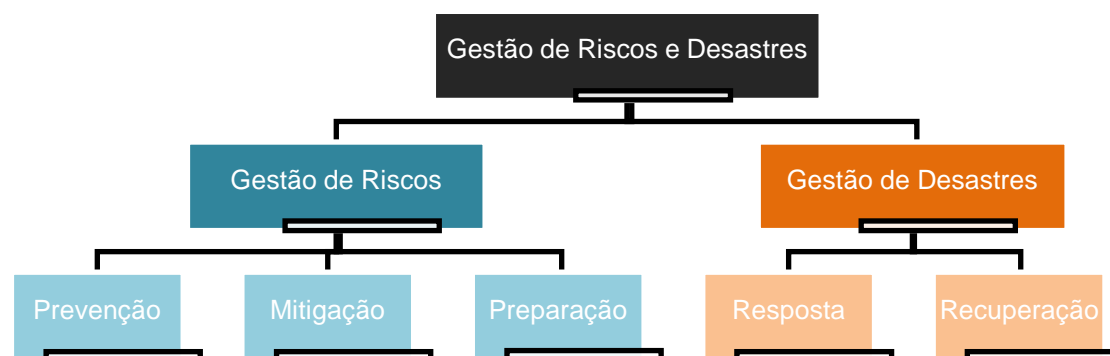 Gestão de Riscos e Desastres
Gestão de Riscos
Gestão de Desastres
Prevenção
Mitigação
Preparação
Resposta
Recuperação